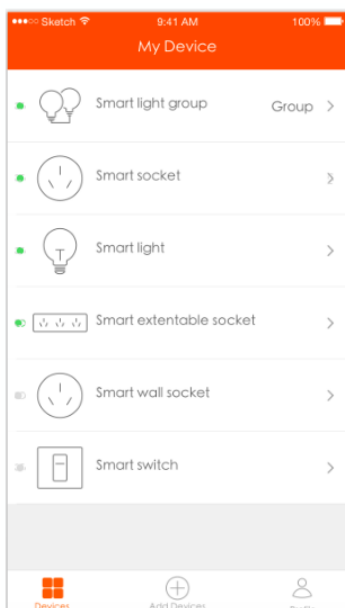 Sketch 9:41 AM 100%
My Device
Smart light group Group
Smart socket
Smart light
Smart extentable socket
Smart wall socket
Smart switch
Devices Add Devices